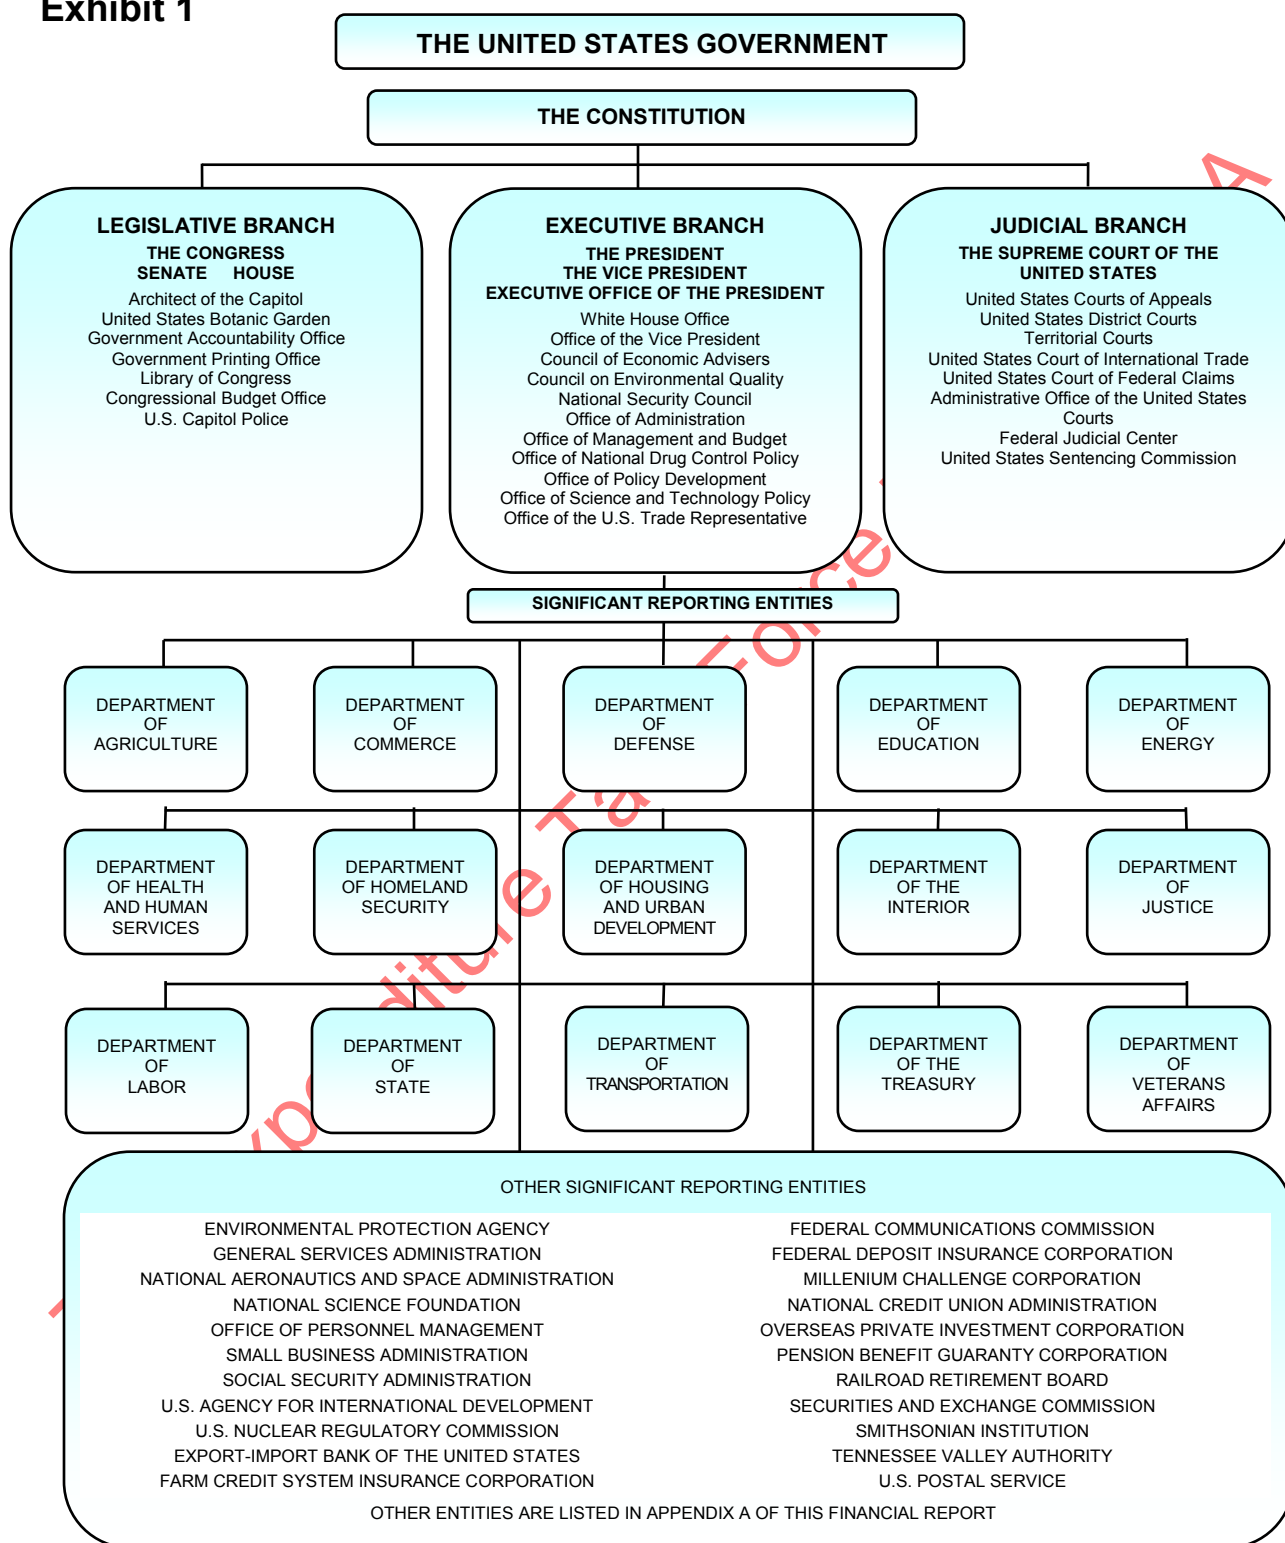 Exhibit 1
THE UNITED STATES GOVERNMENT
THE CONSTITUTION
LEGISLATIVE BRANCH
THE CONGRESS
SENATE HOUSE
Architect of the Capitol
United States Botanic Garden
Government Accountability Office
Government Printing Office
Library of Congress
Congressional Budget Office
U.S. Capitol Police
EXECUTIVE BRANCH
THE PRESIDENT
THE VICE PRESIDENT
EXECUTIVE OFFICE OF THE PRESIDENT
White House Office
Office of the Vice President
Council of Economic Advisers
Council on Environmental Quality
National Security Council
Office of Administration
Office of Management and Budget
Office of National Drug Control Policy
Office of Policy Development
Office of Science and Technology Policy
Office of the U.S. Trade Representative
JUDICIAL BRANCH
THE SUPREME COURT OF THE
UNITED STATES
United States Courts of Appeals
United States District Courts
Territorial Courts
United States Court of International Trade
United States Court of Federal Claims
Administrative Office of the United States
Courts
Federal Judicial Center
United States Sentencing Commission
SIGNIFICANT REPORTING ENTITIES
DEPARTMENT
OF
AGRICULTURE
DEPARTMENT
OF
COMMERCE
DEPARTMENT
OF
DEFENSE
DEPARTMENT
OF
EDUCATION
DEPARTMENT
OF
ENERGY
DEPARTMENT
OF HEALTH
AND HUMAN
SERVICES
DEPARTMENT
OF HOMELAND
SECURITY
DEPARTMENT
OF HOUSING
AND URBAN
DEVELOPMENT
DEPARTMENT
OF THE
INTERIOR
DEPARTMENT
OF
JUSTICE
DEPARTMENT
OF
LABOR
DEPARTMENT
OF
STATE
DEPARTMENT
OF
TRANSPORTATION
DEPARTMENT
OF THE
TREASURY
DEPARTMENT
OF
VETERANS
AFFAIRS
OTHER SIGNIFICANT REPORTING ENTITIES
ENVIRONMENTAL PROTECTION AGENCY
GENERAL SERVICES ADMINISTRATION
NATIONAL AERONAUTICS AND SPACE ADMINISTRATION
NATIONAL SCIENCE FOUNDATION
OFFICE OF PERSONNEL MANAGEMENT
SMALL BUSINESS ADMINISTRATION
SOCIAL SECURITY ADMINISTRATION
U.S. AGENCY FOR INTERNATIONAL DEVELOPMENT
U.S. NUCLEAR REGULATORY COMMISSION
EXPORT-IMPORT BANK OF THE UNITED STATES
FARM CREDIT SYSTEM INSURANCE CORPORATION
FEDERAL COMMUNICATIONS COMMISSION
FEDERAL DEPOSIT INSURANCE CORPORATION
MILLENIUM CHALLENGE CORPORATION
NATIONAL CREDIT UNION ADMINISTRATION
OVERSEAS PRIVATE INVESTMENT CORPORATION
PENSION BENEFIT GUARANTY CORPORATION
RAILROAD RETIREMENT BOARD
SECURITIES AND EXCHANGE COMMISSION
SMITHSONIAN INSTITUTION
TENNESSEE VALLEY AUTHORITY
U.S. POSTAL SERVICE
OTHER ENTITIES ARE LISTED IN APPENDIX A OF THIS FINANCIAL REPORT